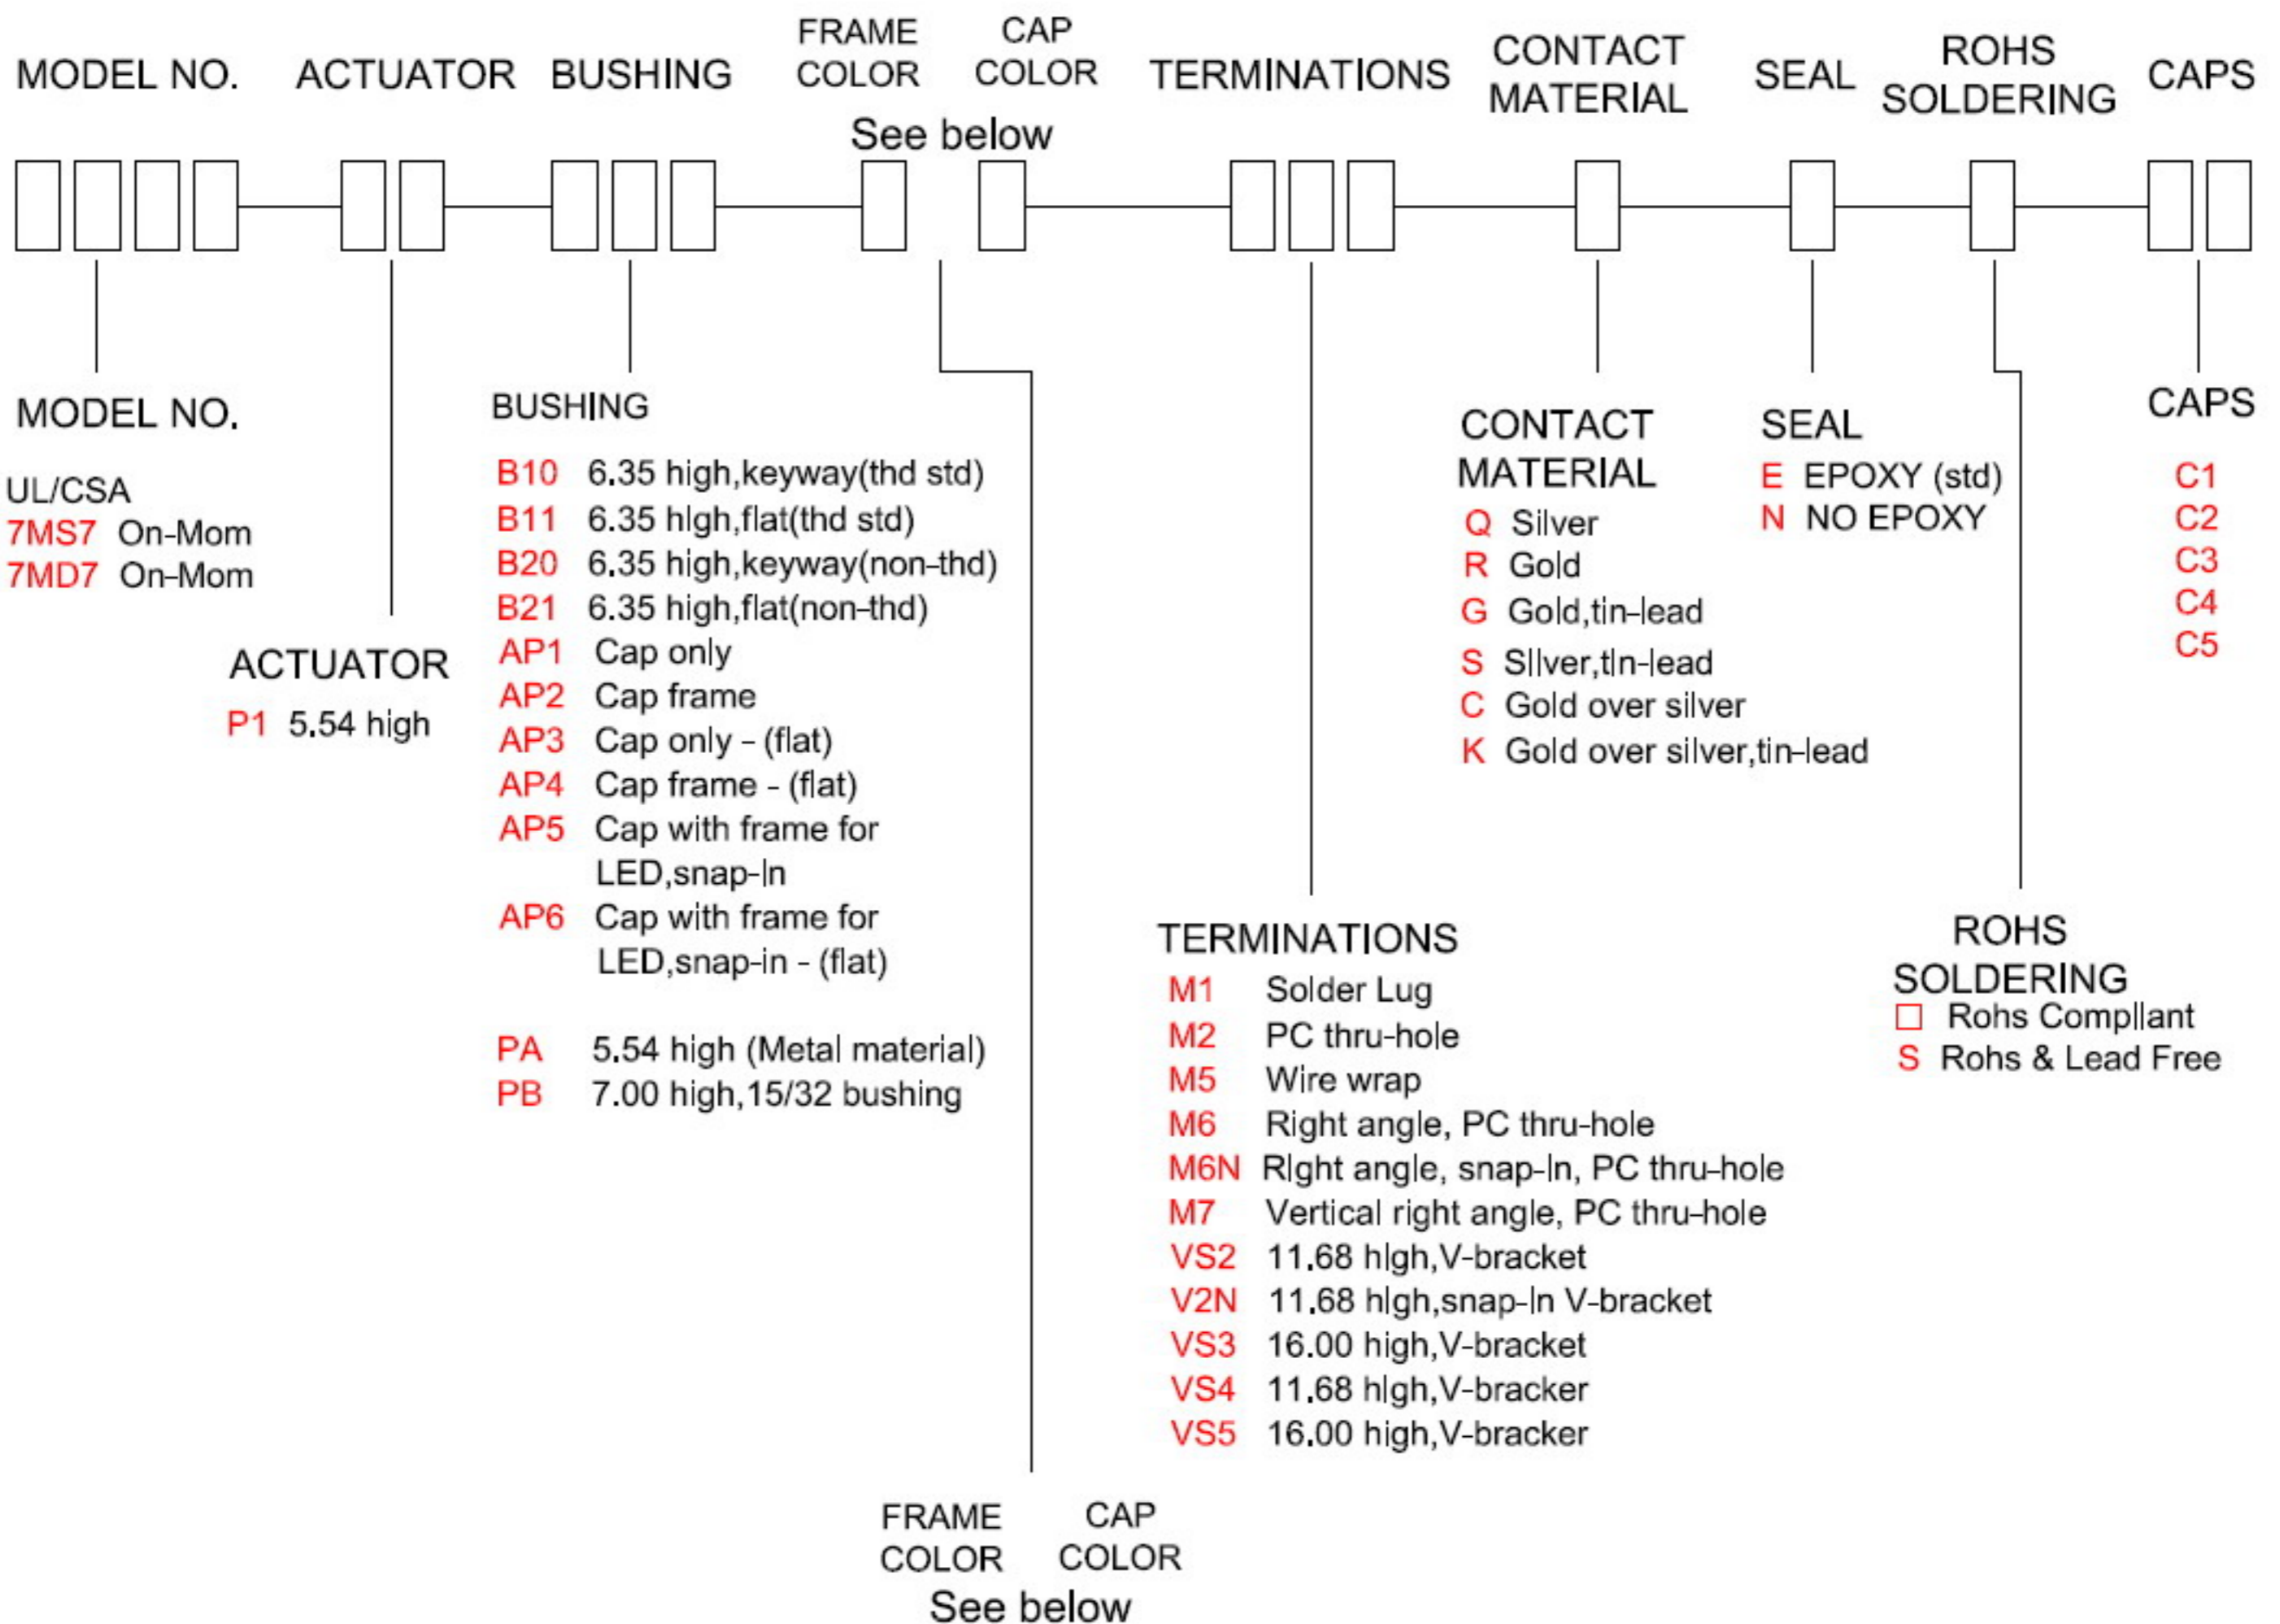 MODEL NO.
ACTUATOR
BUSHING
FRAME
COLOR
CAP
COLOR
See below
TERMINATIONS
CONTACT
MATERIAL
SEAL
ROHS
SOLDERING
CAPS
MODEL NO.
UL/CSA
7MS7 On-Mom
7MD7 On-Mom
ACTUATOR
P1 5.54 high
BUSHING
B10 6.35 high,keyway(thd std)
B11 6.35 high,flat(thd std)
B20 6.35 high,keyway(non-thd)
B21 6.35 high,flat(non-thd)
AP1 Cap only
AP2 Cap frame
AP3 Cap only - (flat)
AP4 Cap frame - (flat)
AP5 Cap with frame for
LED,snap-in
AP6 Cap with frame for
LED,snap-in - (flat)
PA 5.54 high (Metal material)
PB 7.00 high,15/32 bushing
FRAME
COLOR
CAP
COLOR
See below
TERMINATIONS
M1 Solder Lug
M2 PC thru-hole
M5 Wire wrap
M6 Right angle, PC thru-hole
M6N Right angle, snap-in, PC thru-hole
M7 Vertical right angle, PC thru-hole
VS2 11.68 high,V-bracket
V2N 11.68 high,snap-in V-bracket
VS3 16.00 high,V-bracket
VS4 11.68 high,V-bracker
VS5 16.00 high,V-bracker
CONTACT
MATERIAL
Q Silver
R Gold
G Gold,tin-lead
S Silver,tin-lead
C Gold over silver
K Gold over silver,tin-lead
SEAL
E EPOXY (std)
N NO EPOXY
ROHS
SOLDERING
□ Rohs Compliant
S Rohs & Lead Free
CAPS
C1
C2
C3
C4
C5